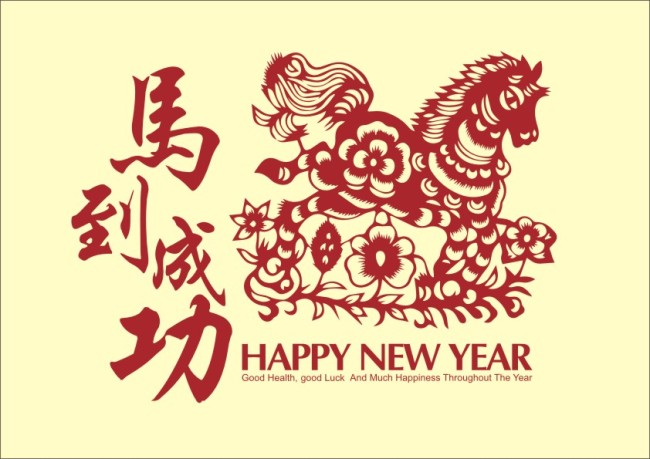 馬到成功
HAPPY NEW YEAR
Good Health, good Luck And Much Happiness Throughout The Year